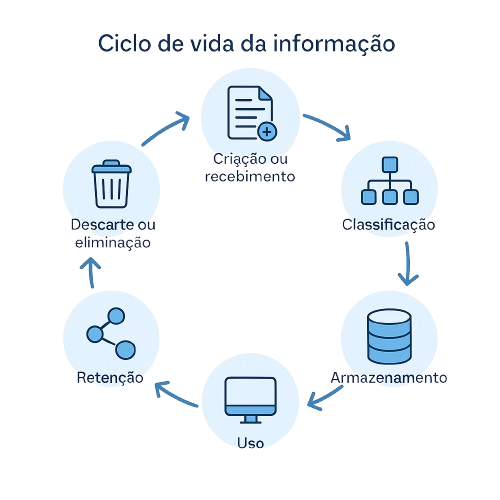 Ciclo de vida da informação
Criação ou
recebimento
Classificação
Armazenamento
Uso
Retenção
Descarte ou
eliminação